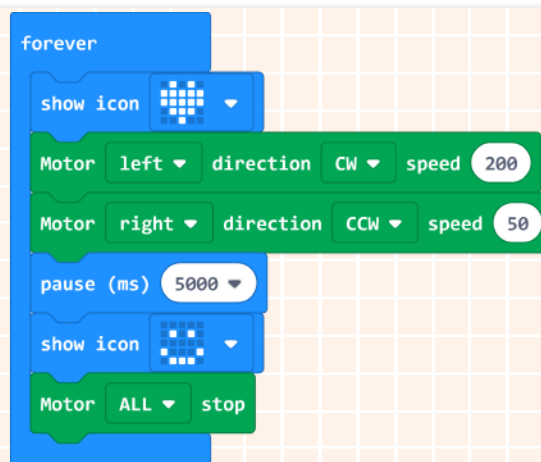 forever
show icon
Motor left direction CW speed 200
Motor right direction CCW speed 50
pause (ms) 5000
show icon
Motor ALL stop